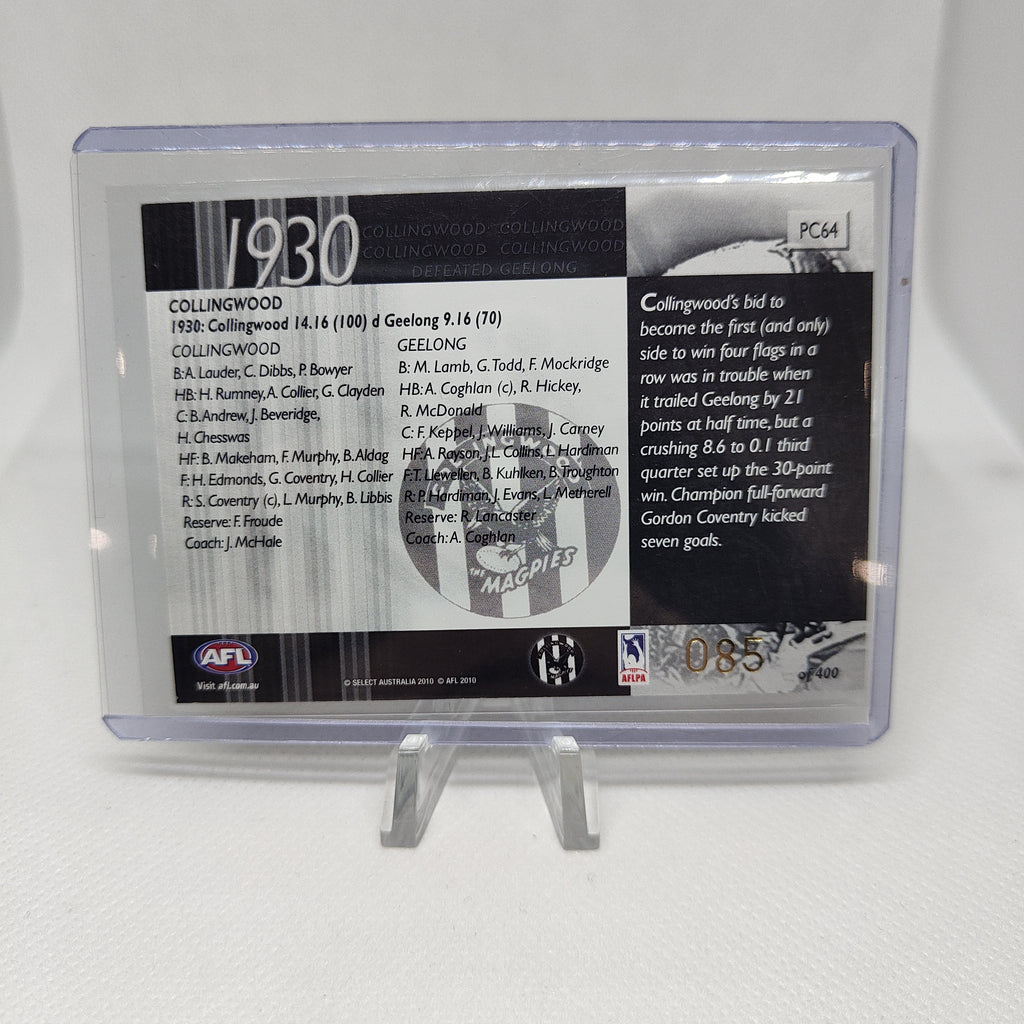 1930
COLLINGWOOD COLLINGWOOD
COLLINGWOOD COLLINGWOOD
DEFEATED GEELONG
PC64
COLLINGWOOD
1930: Collingwood 14.16 (100) d Geelong 9.16 (70)
COLLINGWOOD
B: A. Lauder, C. Dibbs, P. Bowyer
HB: H. Rumney, A. Collier, G. Clayden
C: B. Andrew, J. Beveridge,
H. Chesswas
HF: B. Makeham, F. Murphy, B. Aldag
F: H. Edmonds, G. Coventry, H. Collier
R: S. Coventry (c), L. Murphy, B. Libbis
Reserve: F. Froude
Coach: J. McHale
GEELONG
B: M. Lamb, G. Todd, F. Mockridge
HB: A. Coghlan (c), R. Hickey,
R. McDonald
C: F. Keppel, J. Williams, J. Carney
HF: A. Rayson, J.L. Collins, L. Hardiman
F: T. Llewellen, B. Kuhlken, B. Troughton
R: P. Hardiman, J. Evans, L. Metherell
Reserve: R. Lancaster
Coach: A. Coghlan
COLLINGWOOD
THE MAGPIES
Collingwood's bid to
become the first (and only)
side to win four flags in a
row was in trouble when
it trailed Geelong by 21
points at half time, but a
crushing 8.6 to 0.1 third
quarter set up the 30-point
win. Champion full-forward
Gordon Coventry kicked
seven goals.
AFL
Visit afl.com.au
© SELECT AUSTRALIA 2010 © AFL 2010
AFLPA
085
of 400